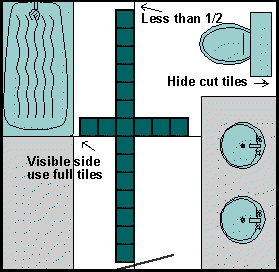 Less than 1/2
Hide cut tiles
Visible side
use full tiles